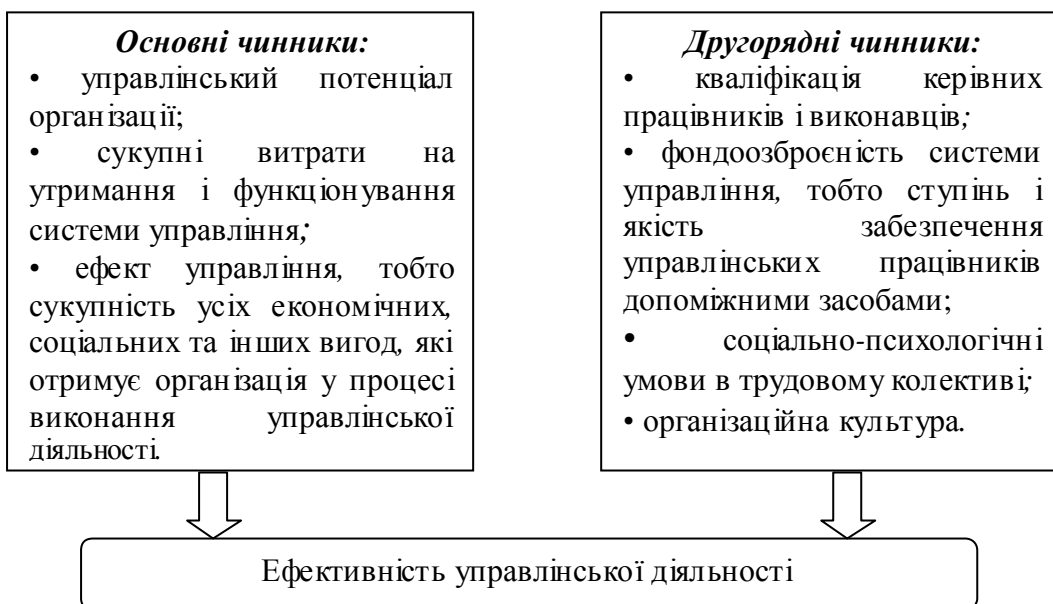 Основні чинники:
• управлінський потенціал
організації;
• сукупні витрати на
утримання і функціонування
системи управління;
• ефект управління, тобто
сукупність усіх економічних,
соціальних та інших вигод, які
отримує організація у процесі
виконання управлінської
діяльності.
Другорядні чинники:
• кваліфікація керівних
працівників і виконавців;
• фондоозброєність системи
управління, тобто ступінь і
якість забезпечення
управлінських працівників
допоміжними засобами;
• соціально-психологічні
умови в трудовому колективі;
• організаційна культура.
Ефективність управлінської діяльності